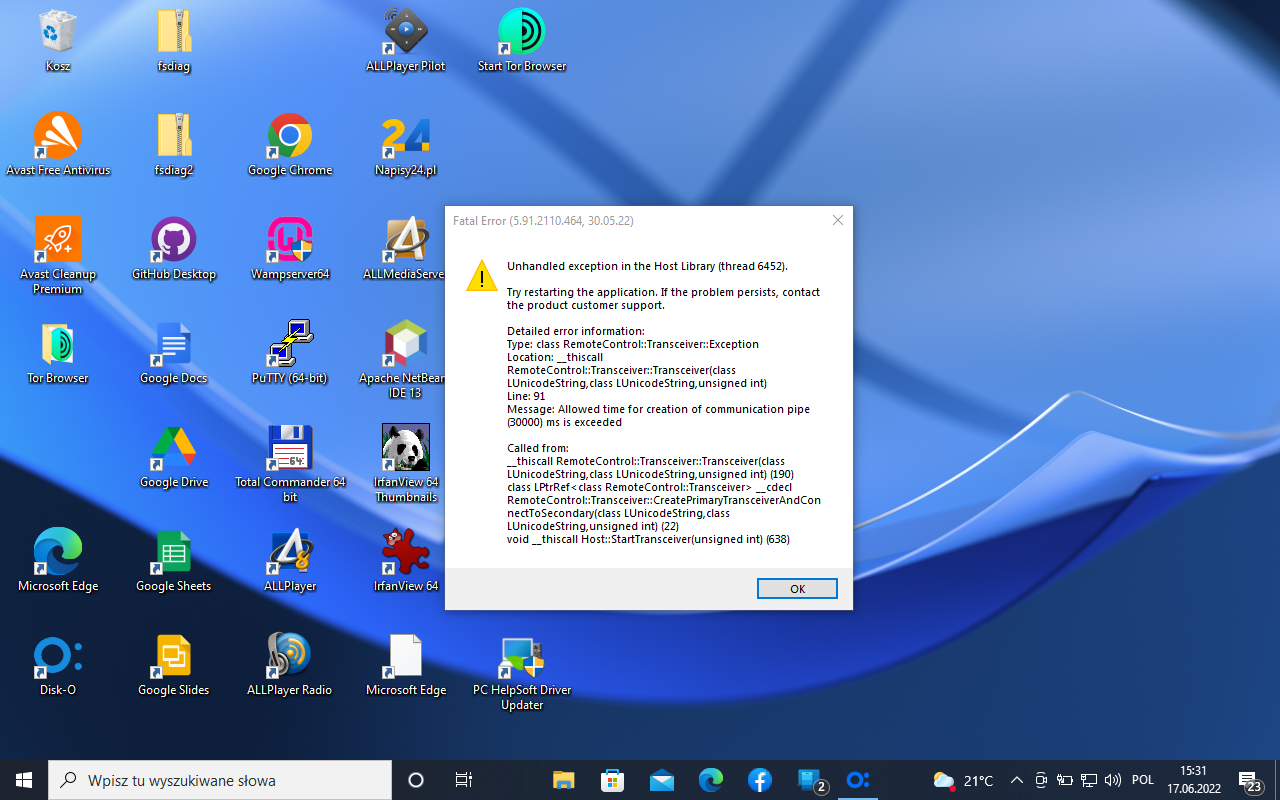 Kosz
fsdiag
ALLPlayer Pilot
Start Tor Browser
Avast Free Antivirus
fsdiag2
Google Chrome
24
Napisy24.pl
Avast Cleanup
Premium
GitHub Desktop
Wampserver64
ALLMediaServe
Tor Browser
Google Docs
PuTTY (64-bit)
Apache NetBean
IDE 13
Google Drive
64:
Total Commander 64
bit
IrfanView 64
Thumbnails
Microsoft Edge
Google Sheets
8
ALLPlayer
IrfanView 64
Disk-O
Google Slides
ALLPlayer Radio
Microsoft Edge
PC HelpSoft Driver
Updater
Fatal Error (5.91.2110.464, 30.05.22)
Unhandled exception in the Host Library (thread 6452).
Try restarting the application. If the problem persists, contact
the product customer support.
Detailed error information:
Type: class RemoteControl::Transceiver::Exception
Location: __thiscall
RemoteControl::Transceiver::Transceiver(class
LUnicodeString,class LUnicodeString,unsigned int)
Line: 91
Message: Allowed time for creation of communication pipe
(30000) ms is exceeded
Called from:
__thiscall RemoteControl::Transceiver::Transceiver(class
LUnicodeString,class LUnicodeString,unsigned int) (190)
class LPtrRef<class RemoteControl::Transceiver> __cdecl
RemoteControl::Transceiver::CreatePrimaryTransceiverAndCon
nectToSecondary(class LUnicodeString,class
LUnicodeString,unsigned int) (22)
void __thiscall Host::StartTransceiver(unsigned int) (638)
OK
Wpisz tu wyszukiwane słowa
2
21°C
POL
15:31
17.06.2022
23